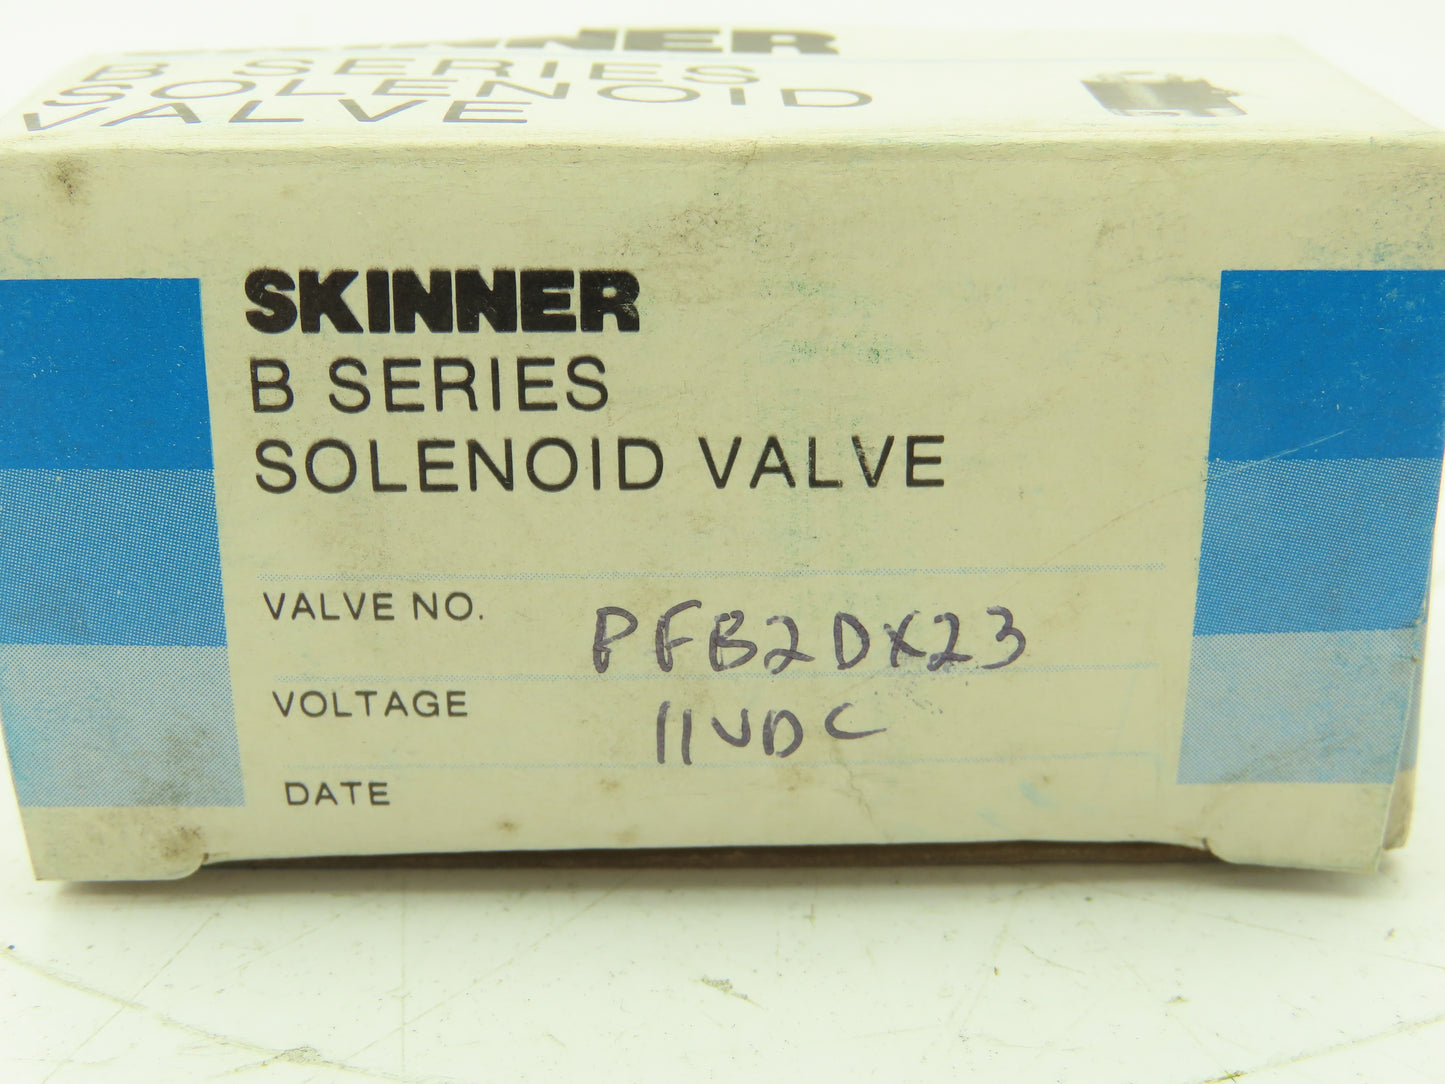 SKINNER
B SERIES
SOLENOID
VALVE
SKINNER
B SERIES
SOLENOID VALVE
VALVE NO. PFB2DX23
VOLTAGE 11VDC
DATE